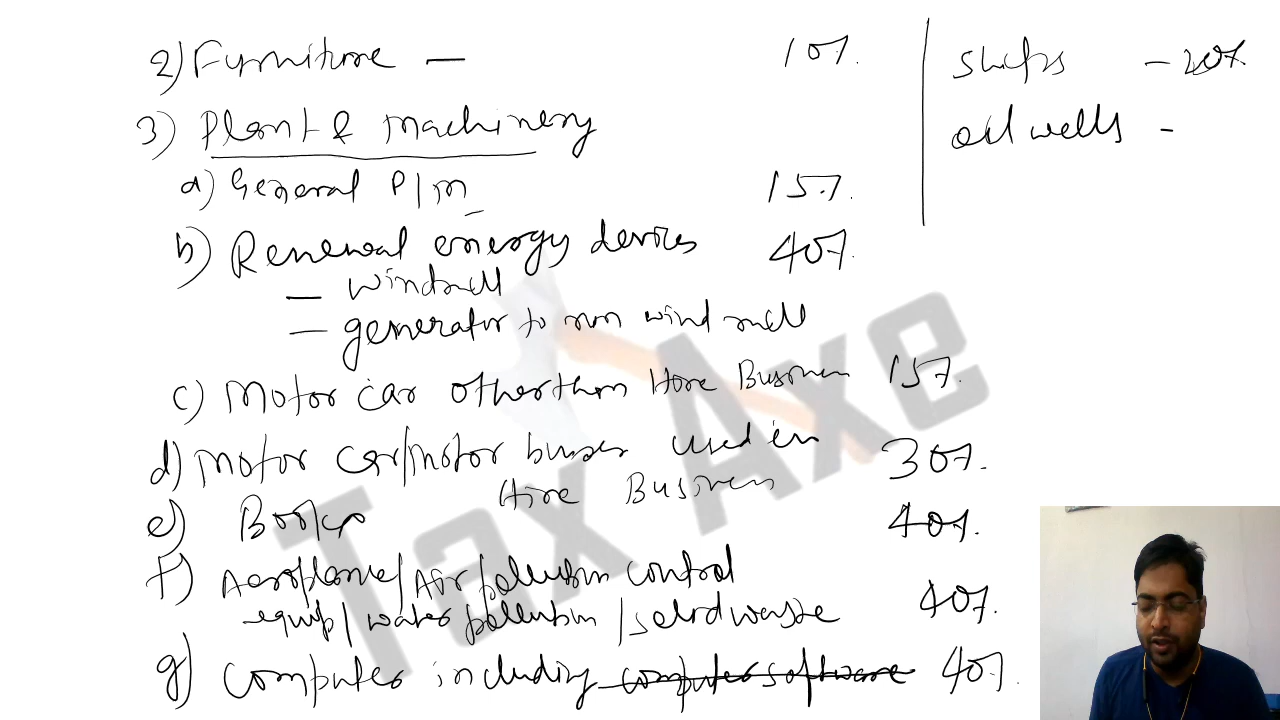 2) Furniture — 10%.
3) Plant & machinery
a) General P/m 15%.
b) Renewal energy devices 40%.
— windmill
— generator to run wind mill
c) Motor car other than Hire Business 15%.
d) Motor car/motor buses used in 30%.
Hire Business
e) Books 40%.
f) Aeroplane/Air pollution control
equip/water pollution/solid waste 40%.
g) Computer including computer software 40%.
Ships - 20%.
oil wells -
Tax Axe